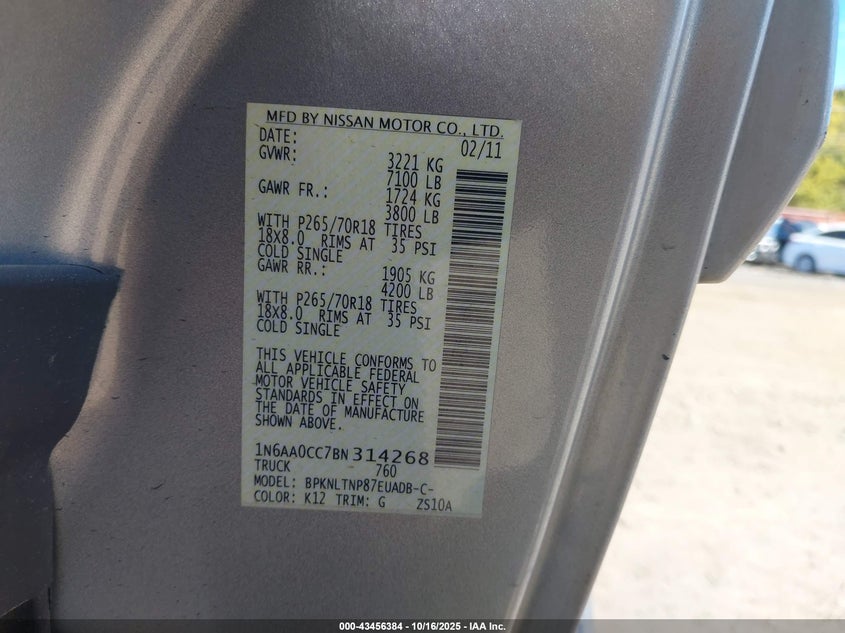 MFD BY NISSAN MOTOR CO., LTD.
DATE: 02/11
GVWR: 3221 KG
7100 LB
GAWR FR.: 1724 KG
3800 LB
WITH P265/70R18 TIRES
18X8.0 RIMS AT 35 PSI
COLD SINGLE
GAWR RR.: 1905 KG
4200 LB
WITH P265/70R18 TIRES
18X8.0 RIMS AT 35 PSI
COLD SINGLE
THIS VEHICLE CONFORMS TO
ALL APPLICABLE FEDERAL
MOTOR VEHICLE SAFETY
STANDARDS IN EFFECT ON
THE DATE OF MANUFACTURE
SHOWN ABOVE.
1N6AA0CC7BN314268
TRUCK 760
MODEL: BPKNLTNP87EUADB-C-
COLOR: K12 TRIM: G ZS10A
000-43456384 - 10/16/2025 - IAA Inc.